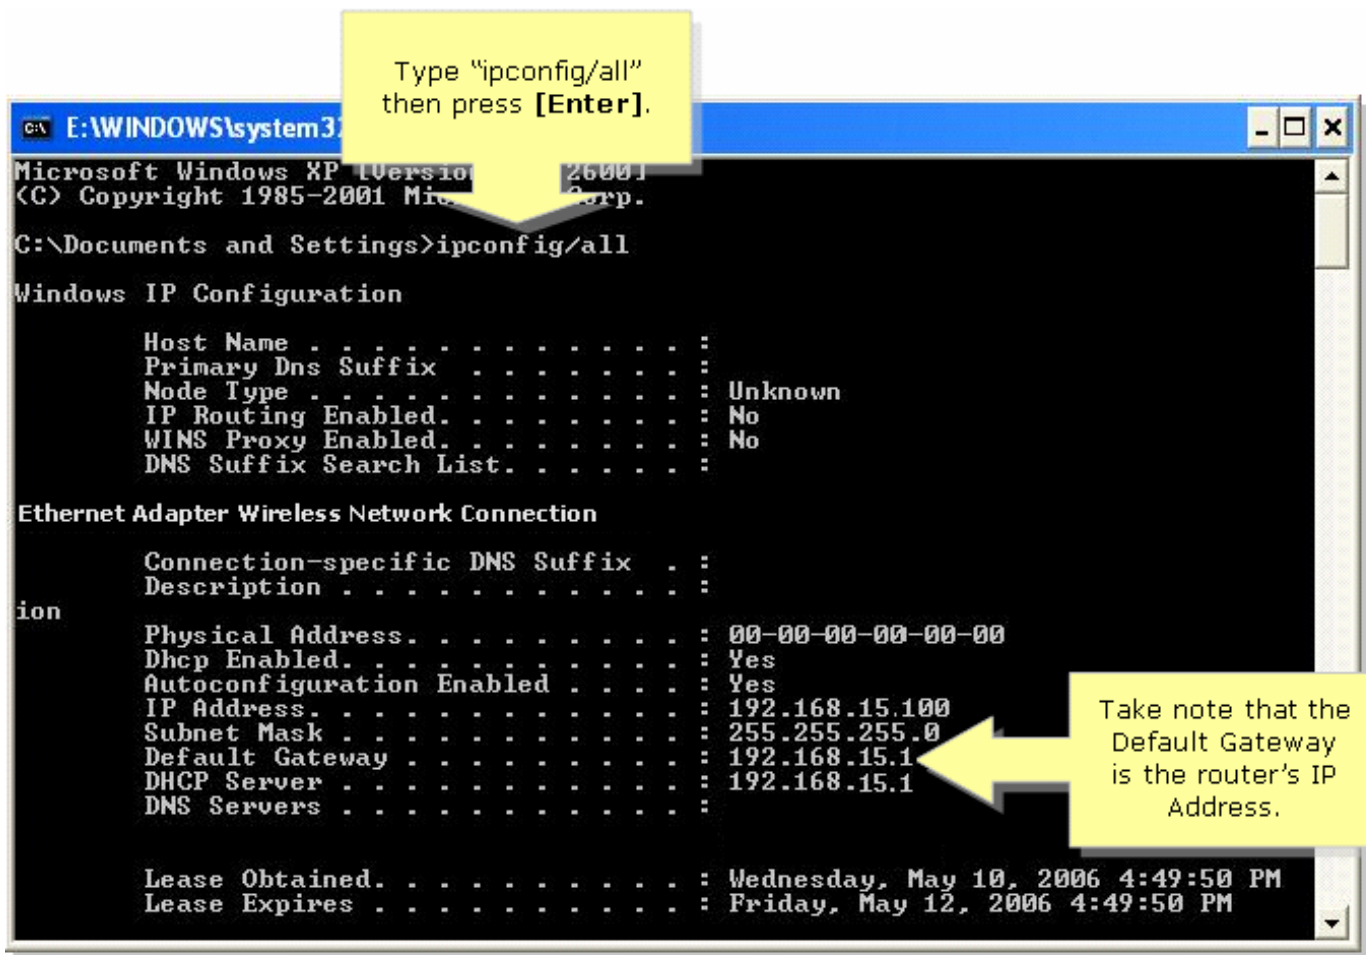 Type “ipconfig/all”
then press [Enter].
E:\WINDOWS\system3
Microsoft Windows XP [Version 2600]
(C) Copyright 1985-2001 Corp.
C:\Documents and Settings>ipconfig/all
Windows IP Configuration
Host Name . . . . . . . . . . . . :
Primary Dns Suffix . . . . . . . :
Node Type . . . . . . . . . . . . : Unknown
IP Routing Enabled. . . . . . . . : No
WINS Proxy Enabled. . . . . . . . : No
DNS Suffix Search List. . . . . . :
Ethernet Adapter Wireless Network Connection
Connection-specific DNS Suffix . :
Description . . . . . . . . . . . :
ion
Physical Address. . . . . . . . . : 00-00-00-00-00-00
Dhcp Enabled. . . . . . . . . . . : Yes
Autoconfiguration Enabled . . . . : Yes
IP Address. . . . . . . . . . . . : 192.168.15.100
Subnet Mask . . . . . . . . . . . : 255.255.255.0
Default Gateway . . . . . . . . . : 192.168.15.1
DHCP Server . . . . . . . . . . . : 192.168.15.1
DNS Servers . . . . . . . . . . . :
Take note that the
Default Gateway
is the router’s IP
Address.
Lease Obtained. . . . . . . . . . : Wednesday, May 10, 2006 4:49:50 PM
Lease Expires . . . . . . . . . . : Friday, May 12, 2006 4:49:50 PM